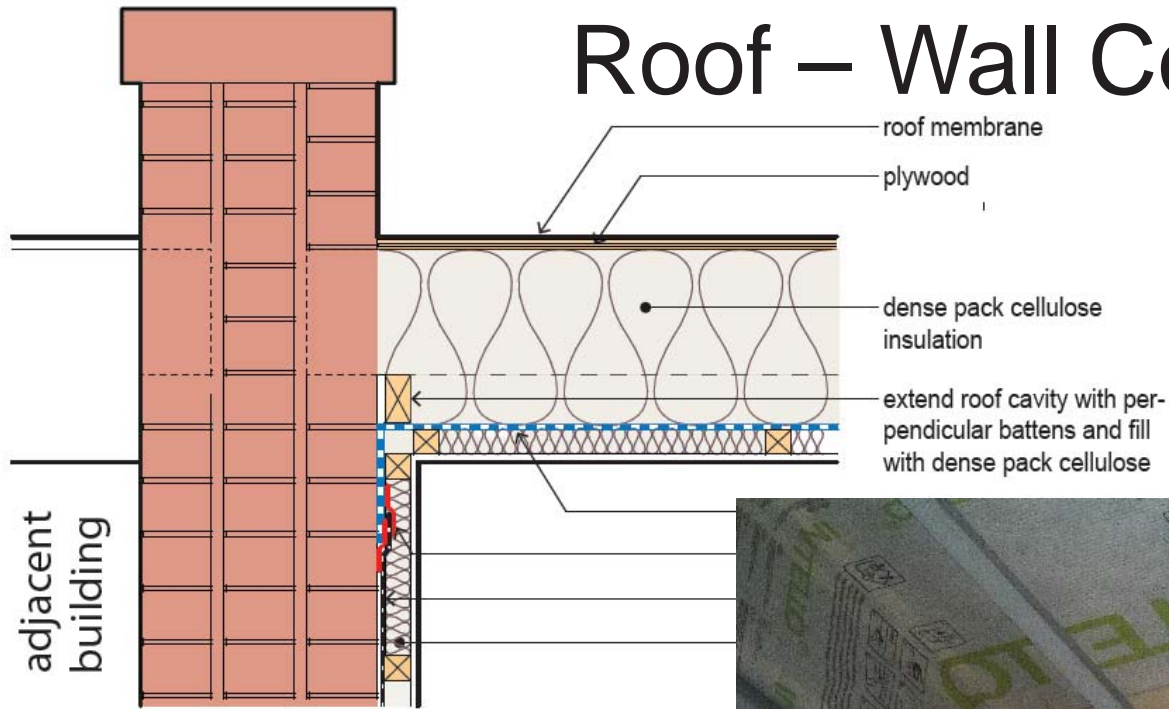 Roof – Wall Co
roof membrane
plywood
dense pack cellulose
insulation
extend roof cavity with per-
pendicular battens and fill
with dense pack cellulose
adjacent
building
INTELLO